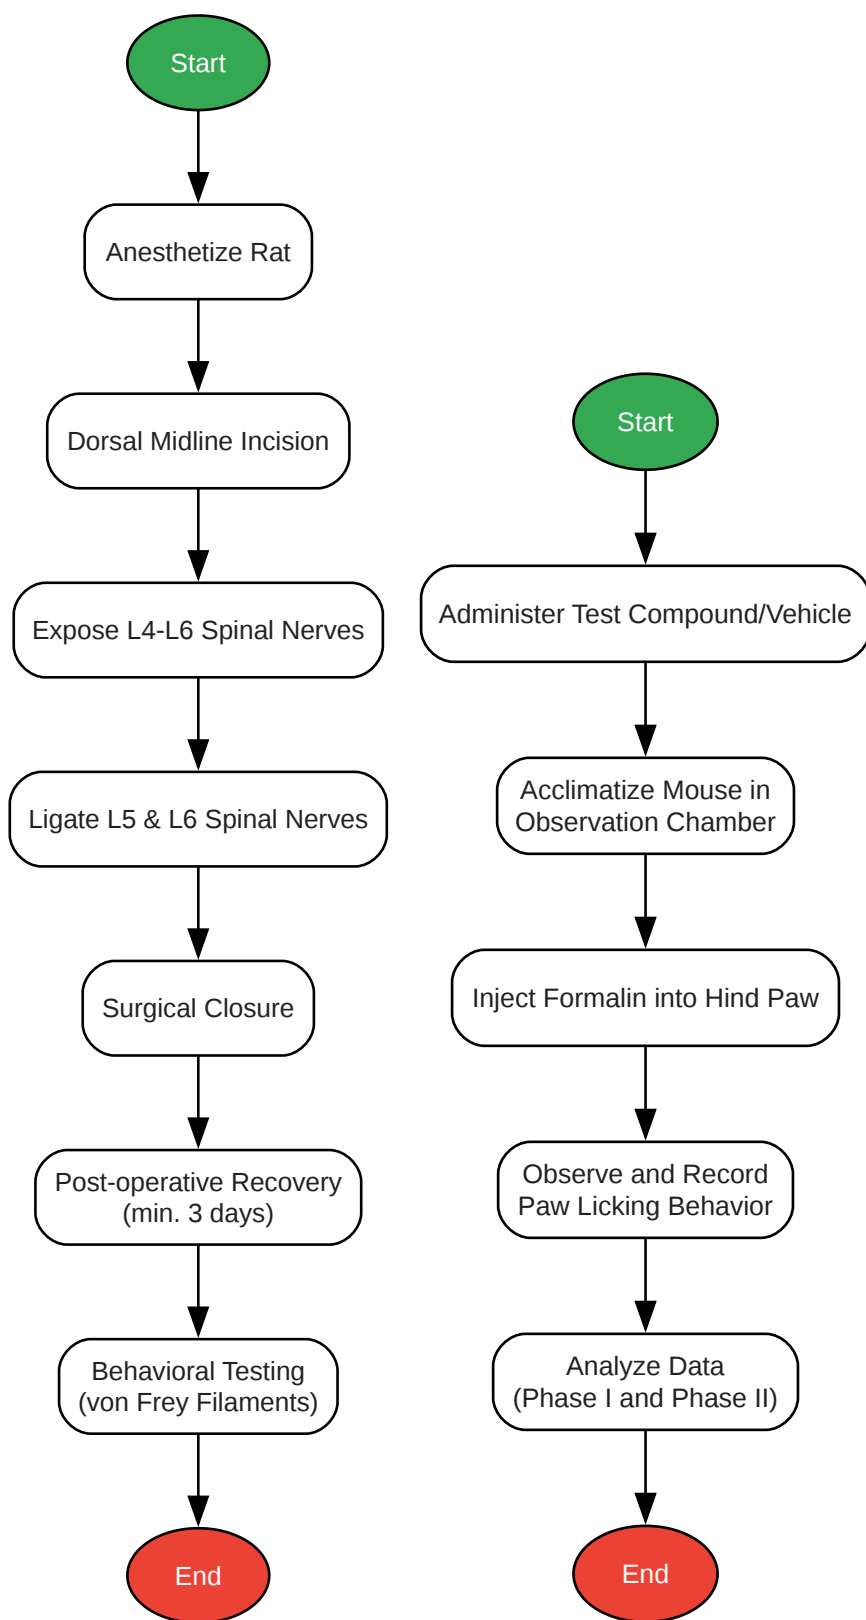 Start
Anesthetize Rat
Dorsal Midline Incision
Expose L4-L6 Spinal Nerves
Ligate L5 & L6 Spinal Nerves
Surgical Closure
Post-operative Recovery
(min. 3 days)
Behavioral Testing
(von Frey Filaments)
End
Start
Administer Test Compound/Vehicle
Acclimatize Mouse in
Observation Chamber
Inject Formalin into Hind Paw
Observe and Record
Paw Licking Behavior
Analyze Data
(Phase I and Phase II)
End